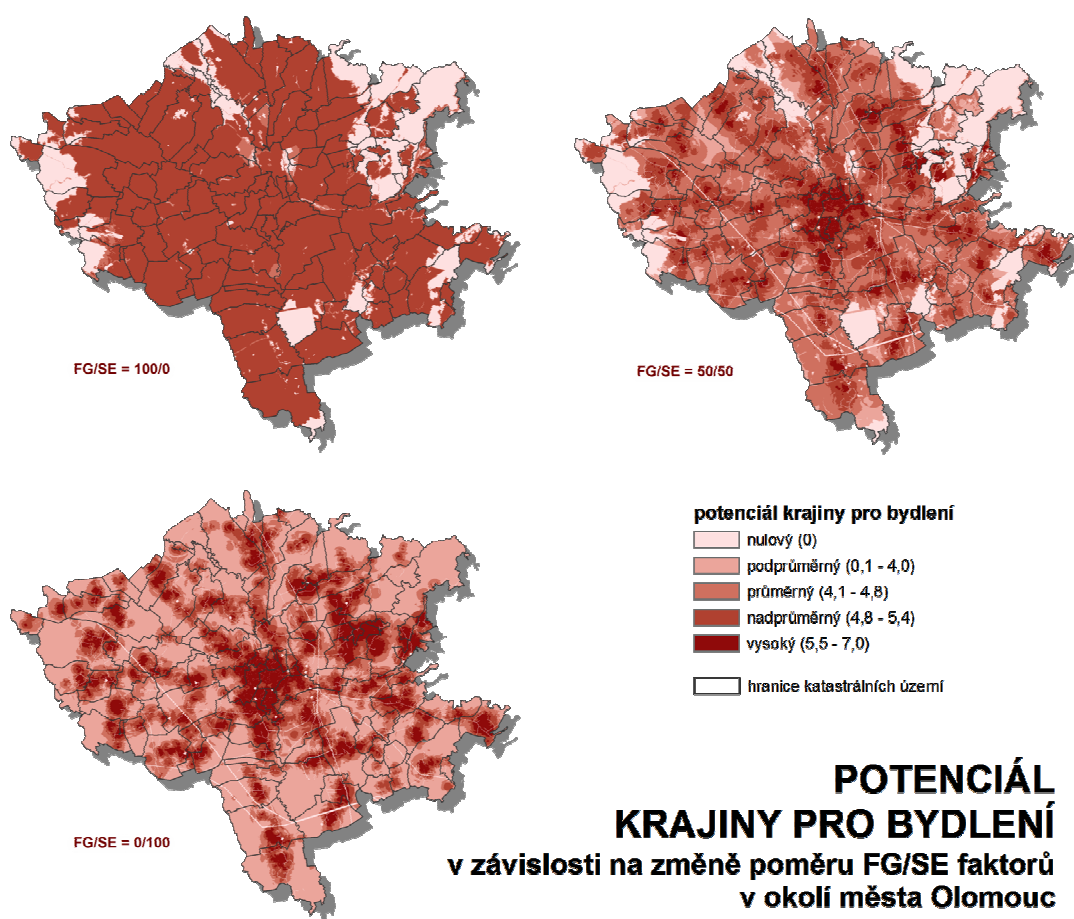 FG/SE = 100/0
FG/SE = 50/50
FG/SE = 0/100
potenciál krajiny pro bydlení
nulový (0)
podprůměrný (0,1 - 4,0)
průměrný (4,1 - 4,8)
nadprůměrný (4,8 - 5,4)
vysoký (5,5 - 7,0)
hranice katastrálních území
POTENCIÁL
KRAJINY PRO BYDLENÍ
v závislosti na změně poměru FG/SE faktorů
v okolí města Olomouc